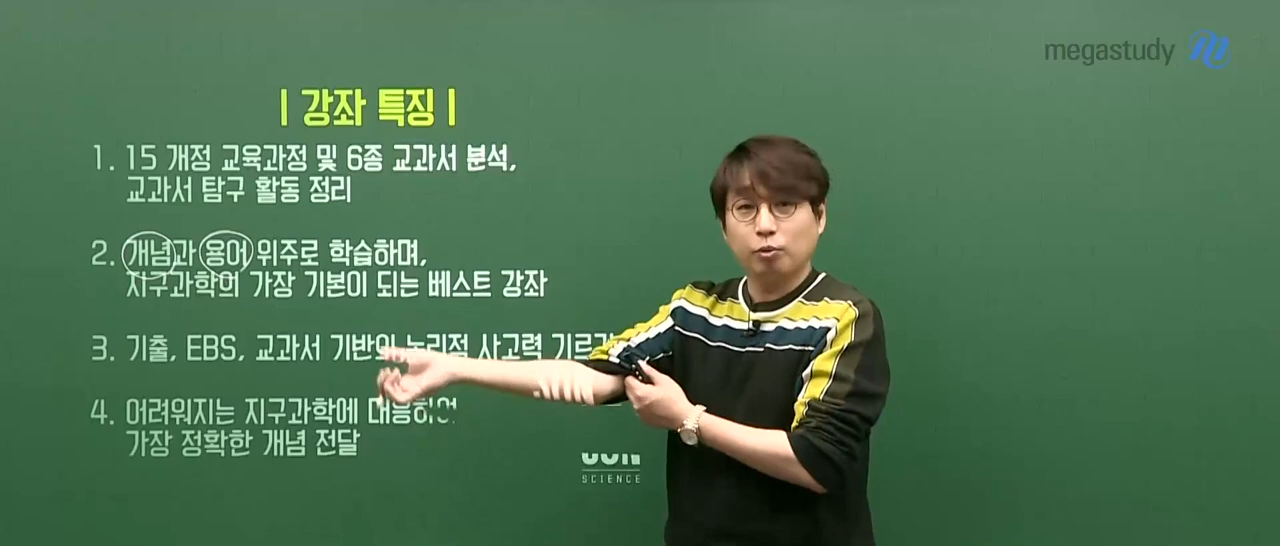 megastudy
| 강좌 특징 |
1. 15 개정 교육과정 및 6종 교과서 분석,
교과서 탐구 활동 정리
2. 개념과 용어 위주로 학습하며,
지구과학의 가장 기본이 되는 베스트 강좌
3. 기출, EBS, 교과서 기반의 논리적 사고력 기르기
4. 어려워지는 지구과학에 대응하여
가장 정확한 개념 전달
SCIENCE